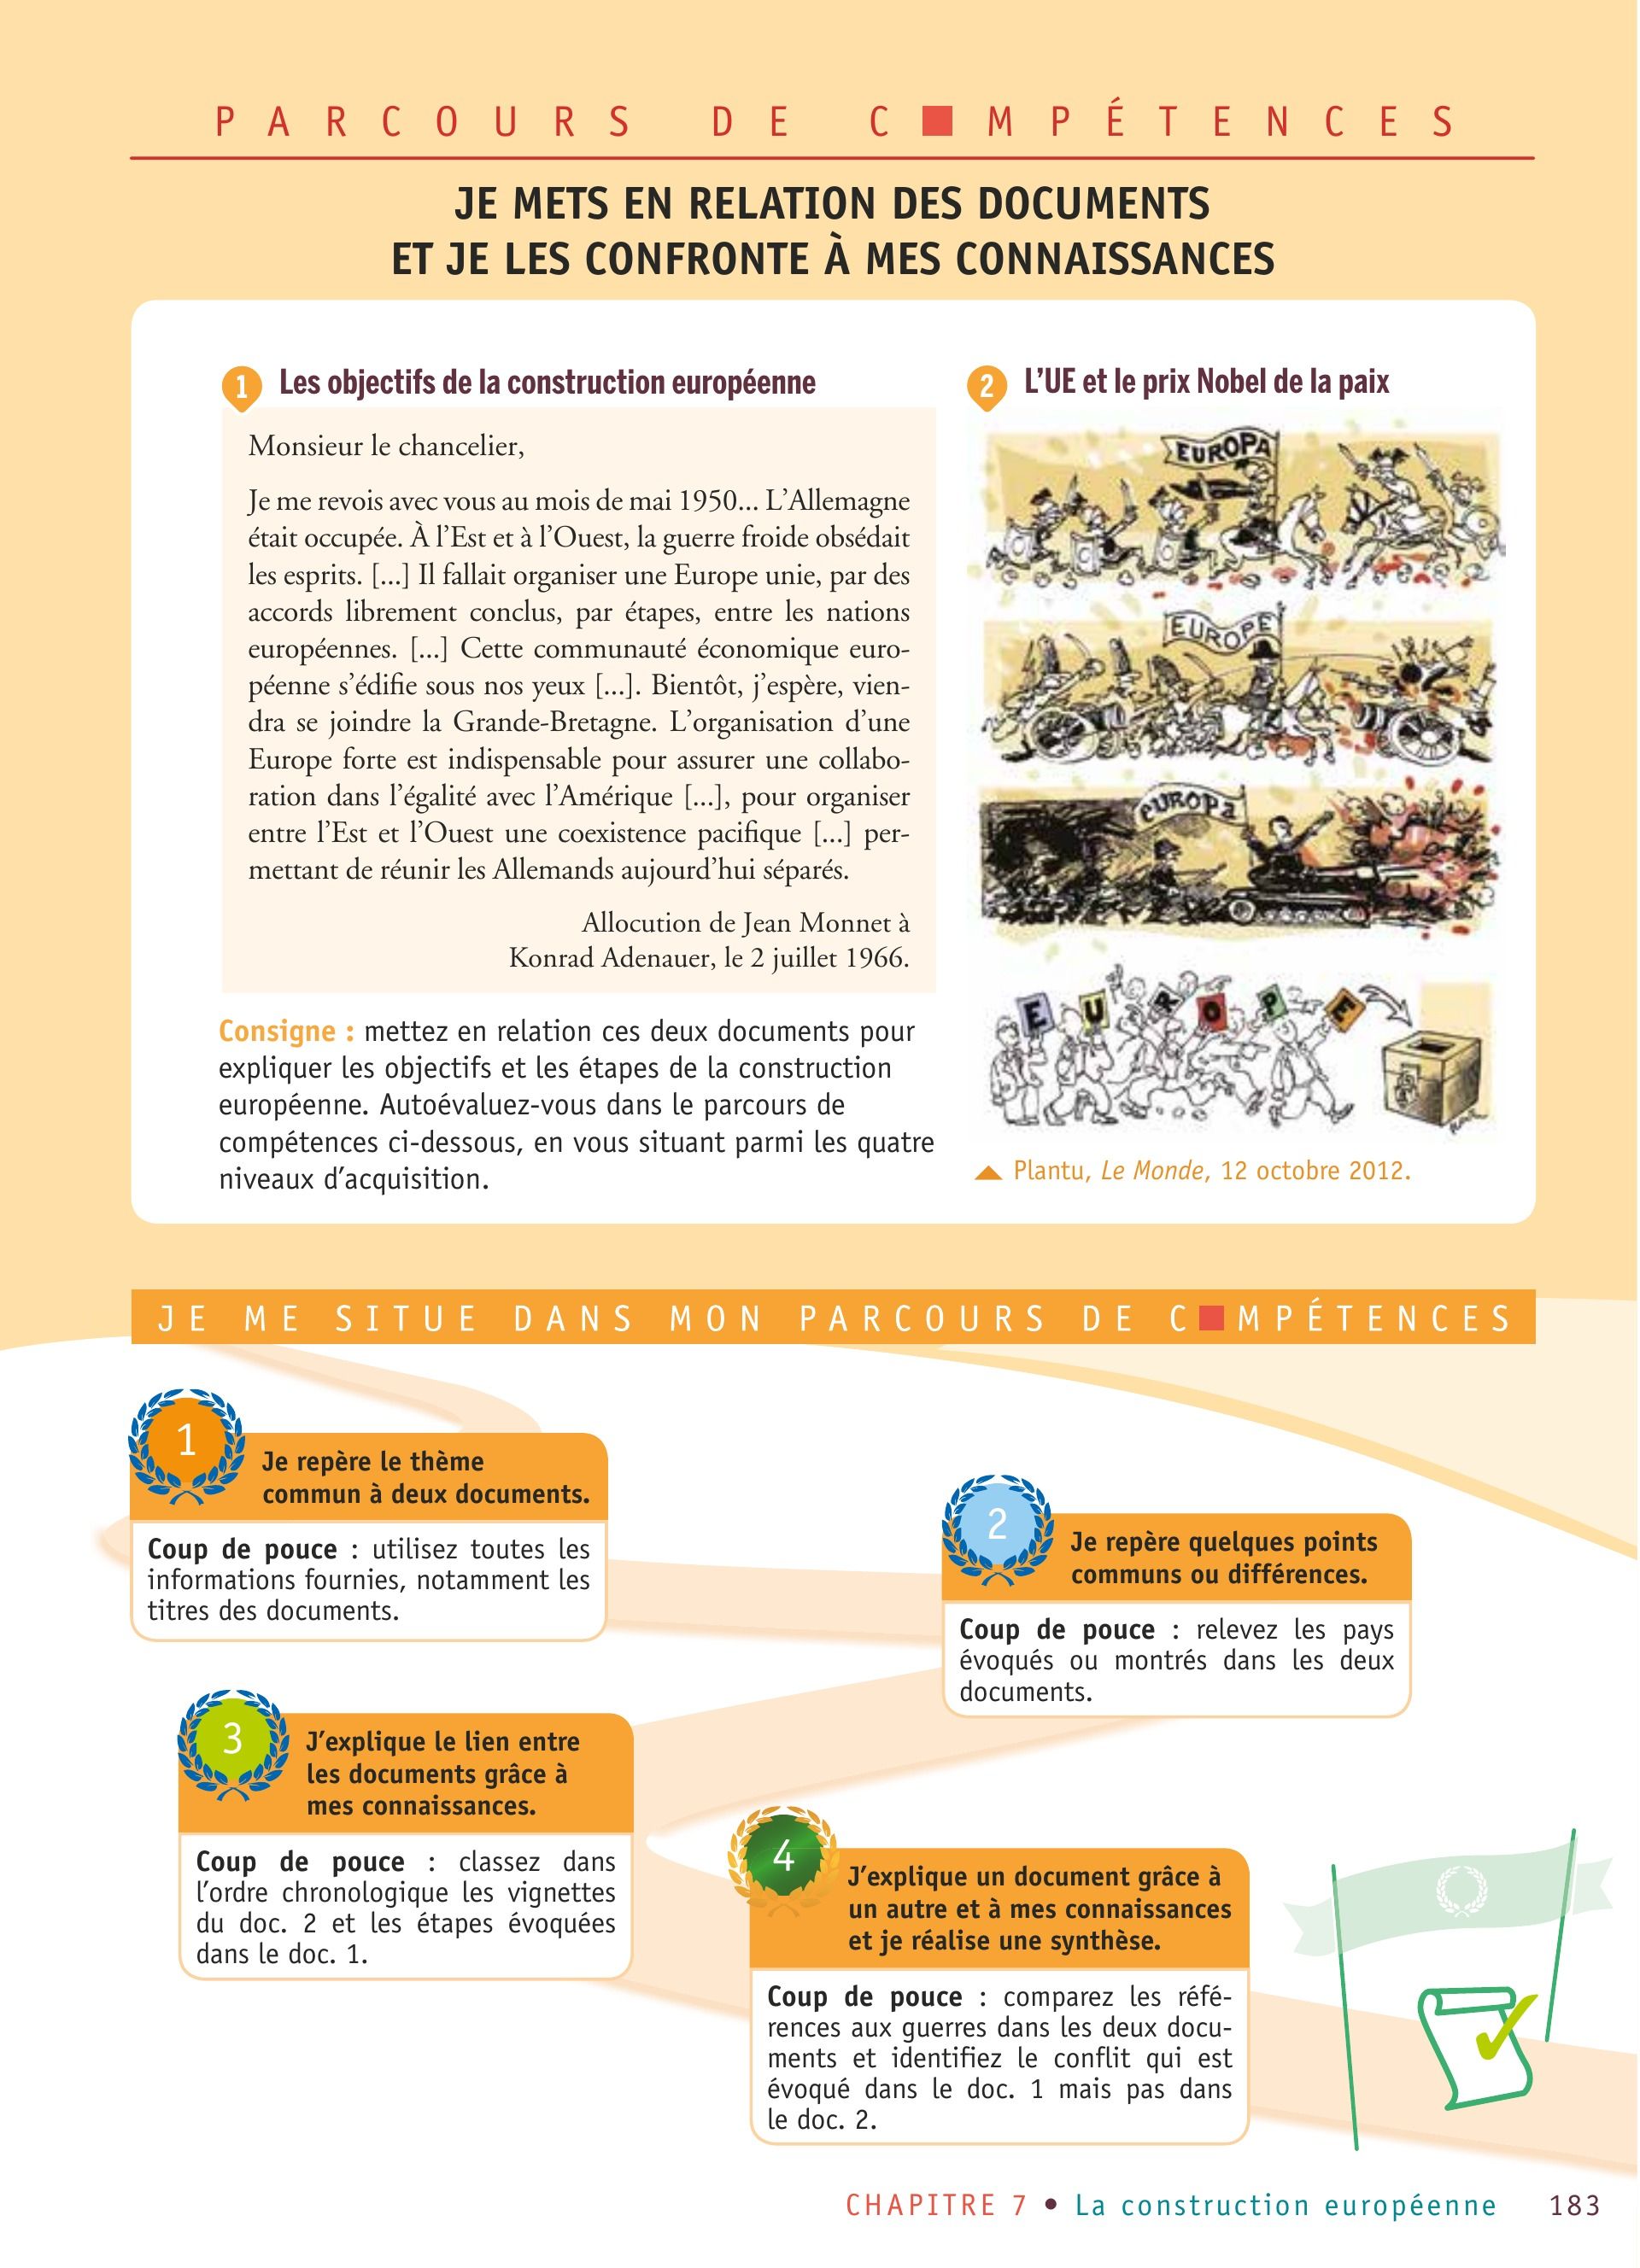 PARCOURS DE C■MPÉTENCES
JE METS EN RELATION DES DOCUMENTS
ET JE LES CONFRONTE À MES CONNAISSANCES
1 Les objectifs de la construction européenne
Monsieur le chancelier,
Je me revois avec vous au mois de mai 1950... L’Allemagne
était occupée. À l’Est et à l’Ouest, la guerre froide obsédait
les esprits. [...] Il fallait organiser une Europe unie, par des
accords librement conclus, par étapes, entre les nations
européennes. [...] Cette communauté économique euro-
péenne s’édifie sous nos yeux [...]. Bientôt, j’espère, vien-
dra se joindre la Grande-Bretagne. L’organisation d’une
Europe forte est indispensable pour assurer une collabo-
ration dans l’égalité avec l’Amérique [...], pour organiser
entre l’Est et l’Ouest une coexistence pacifique [...] per-
mettant de réunir les Allemands aujourd’hui séparés.
Allocution de Jean Monnet à
Konrad Adenauer, le 2 juillet 1966.
Consigne : mettez en relation ces deux documents pour
expliquer les objectifs et les étapes de la construction
européenne. Autoévaluez-vous dans le parcours de
compétences ci-dessous, en vous situant parmi les quatre
niveaux d’acquisition.
2 L’UE et le prix Nobel de la paix
EUROPA
EUROPE
EUROPA
EUROPE
Plantu, Le Monde, 12 octobre 2012.
JE ME SITUE DANS MON PARCOURS DE C■MPÉTENCES
1
Je repère le thème
commun à deux documents.
Coup de pouce : utilisez toutes les
informations fournies, notamment les
titres des documents.
2
Je repère quelques points
communs ou différences.
Coup de pouce : relevez les pays
évoqués ou montrés dans les deux
documents.
3
J’explique le lien entre
les documents grâce à
mes connaissances.
Coup de pouce : classez dans
l’ordre chronologique les vignettes
du doc. 2 et les étapes évoquées
dans le doc. 1.
4
J’explique un document grâce à
un autre et à mes connaissances
et je réalise une synthèse.
Coup de pouce : comparez les réfé-
rences aux guerres dans les deux docu-
ments et identifiez le conflit qui est
évoqué dans le doc. 1 mais pas dans
le doc. 2.
CHAPITRE 7 • La construction européenne 183